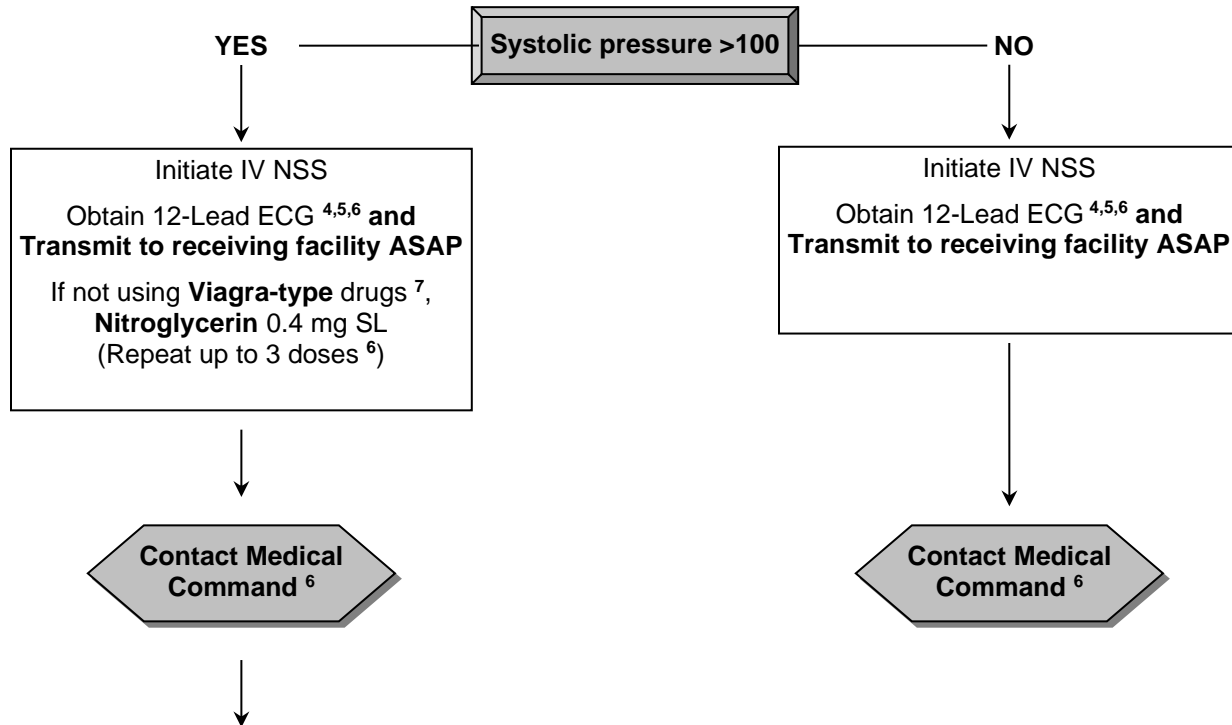 Systolic pressure >100
YES
NO
Initiate IV NSS
Obtain 12-Lead ECG 4,5,6 and
Transmit to receiving facility ASAP
If not using Viagra-type drugs 7,
Nitroglycerin 0.4 mg SL
(Repeat up to 3 doses 6)
Initiate IV NSS
Obtain 12-Lead ECG 4,5,6 and
Transmit to receiving facility ASAP
Contact Medical
Command 6
Contact Medical
Command 6